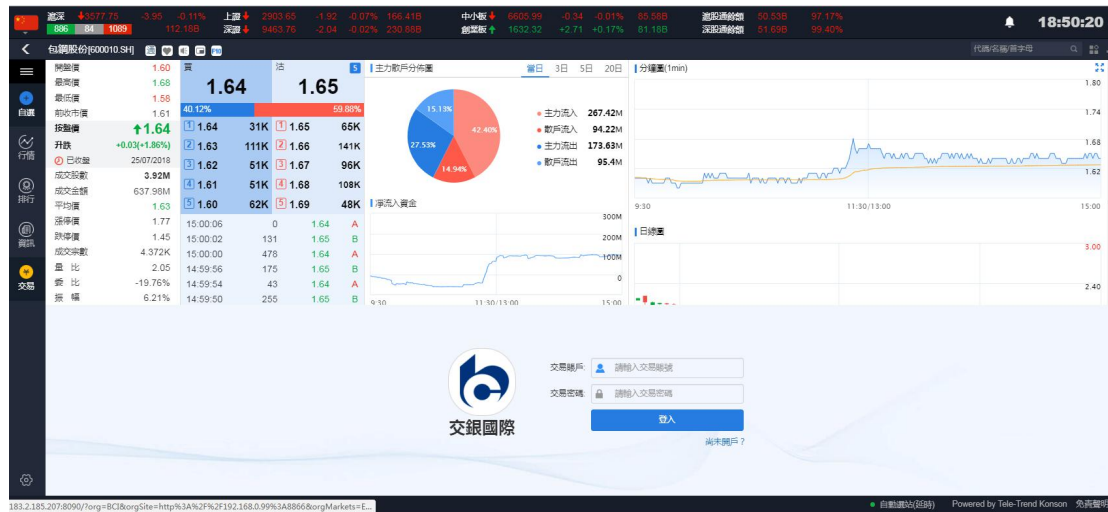 滬深 3577.75 -3.95 -0.11% 上證 2903.65 -1.92 -0.07% 166.41B 中小板 6605.99 -0.34 -0.01% 85.58B 滬股通餘額 50.53B 97.17%
886 84 1089 112.18B 深證 9463.76 -2.04 -0.02% 230.88B 創業板 1632.32 +2.71 +0.17% 81.18B 深股通餘額 51.69B 99.40%
18:50:20
包鋼股份[600010.SH] F10
代碼/名稱/首字母
自選
行情
排行
資訊
交易
開盤價 1.60
最高價 1.68
最低價 1.58
前收市價 1.61
按盤價 1.64
升跌 +0.03(+1.86%)
已收盤 25/07/2018
成交股數 3.92M
成交金額 637.98M
平均價 1.63
漲停價 1.77
跌停價 1.45
成交宗數 4.372K
量 比 2.05
委 比 -19.76%
振 幅 6.21%
買 沽 5
1.64 1.65
40.12% 59.88%
1 1.64 31K 1 1.65 65K
2 1.63 111K 2 1.66 141K
3 1.62 51K 3 1.67 96K
4 1.61 51K 4 1.68 108K
5 1.60 62K 5 1.69 48K
15:00:06 0 1.64 A
15:00:02 131 1.65 B
15:00:00 478 1.64 A
14:59:56 175 1.65 B
14:59:54 43 1.64 A
14:59:50 255 1.65 B
主力散戶分佈圖 當日 3日 5日 20日
15.13%
42.40%
27.53%
14.94%
主力流入 267.42M
散戶流入 94.22M
主力流出 173.63M
散戶流出 95.4M
淨流入資金
300M
200M
100M
0
9:30 11:30/13:00 15:00
分鐘圖(1min)
1.80
1.74
1.68
1.62
9:30 11:30/13:00 15:00
日線圖
3.00
2.40
交銀國際
交易賬戶: 請輸入交易賬號
交易密碼: 請輸入交易密碼
登入
尚未開戶？
183.2.185.207:8090/?org=BCI&orgSite=http%3A%2F%2F192.168.0.99%3A8866&orgMarkets=E...
自動選站(延時) Powered by Tele-Trend Konson 免責聲明